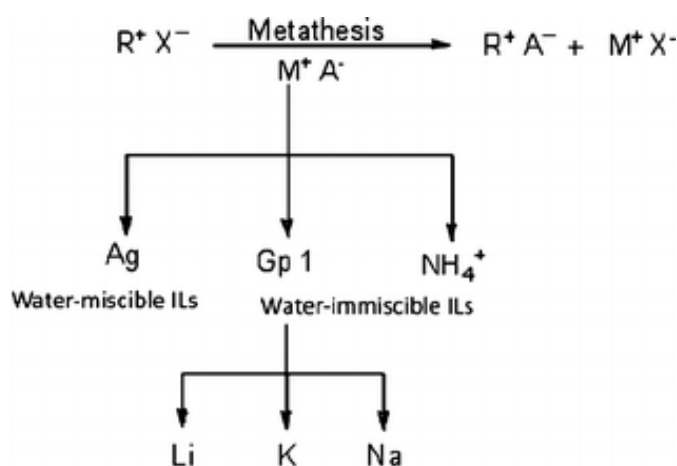 R⁺ X⁻ Metathesis R⁺ A⁻ + M⁺ X⁻
M⁺ A⁻
Ag Gp 1 NH₄⁺
Water-miscible ILs Water-immiscible ILs
Li K Na